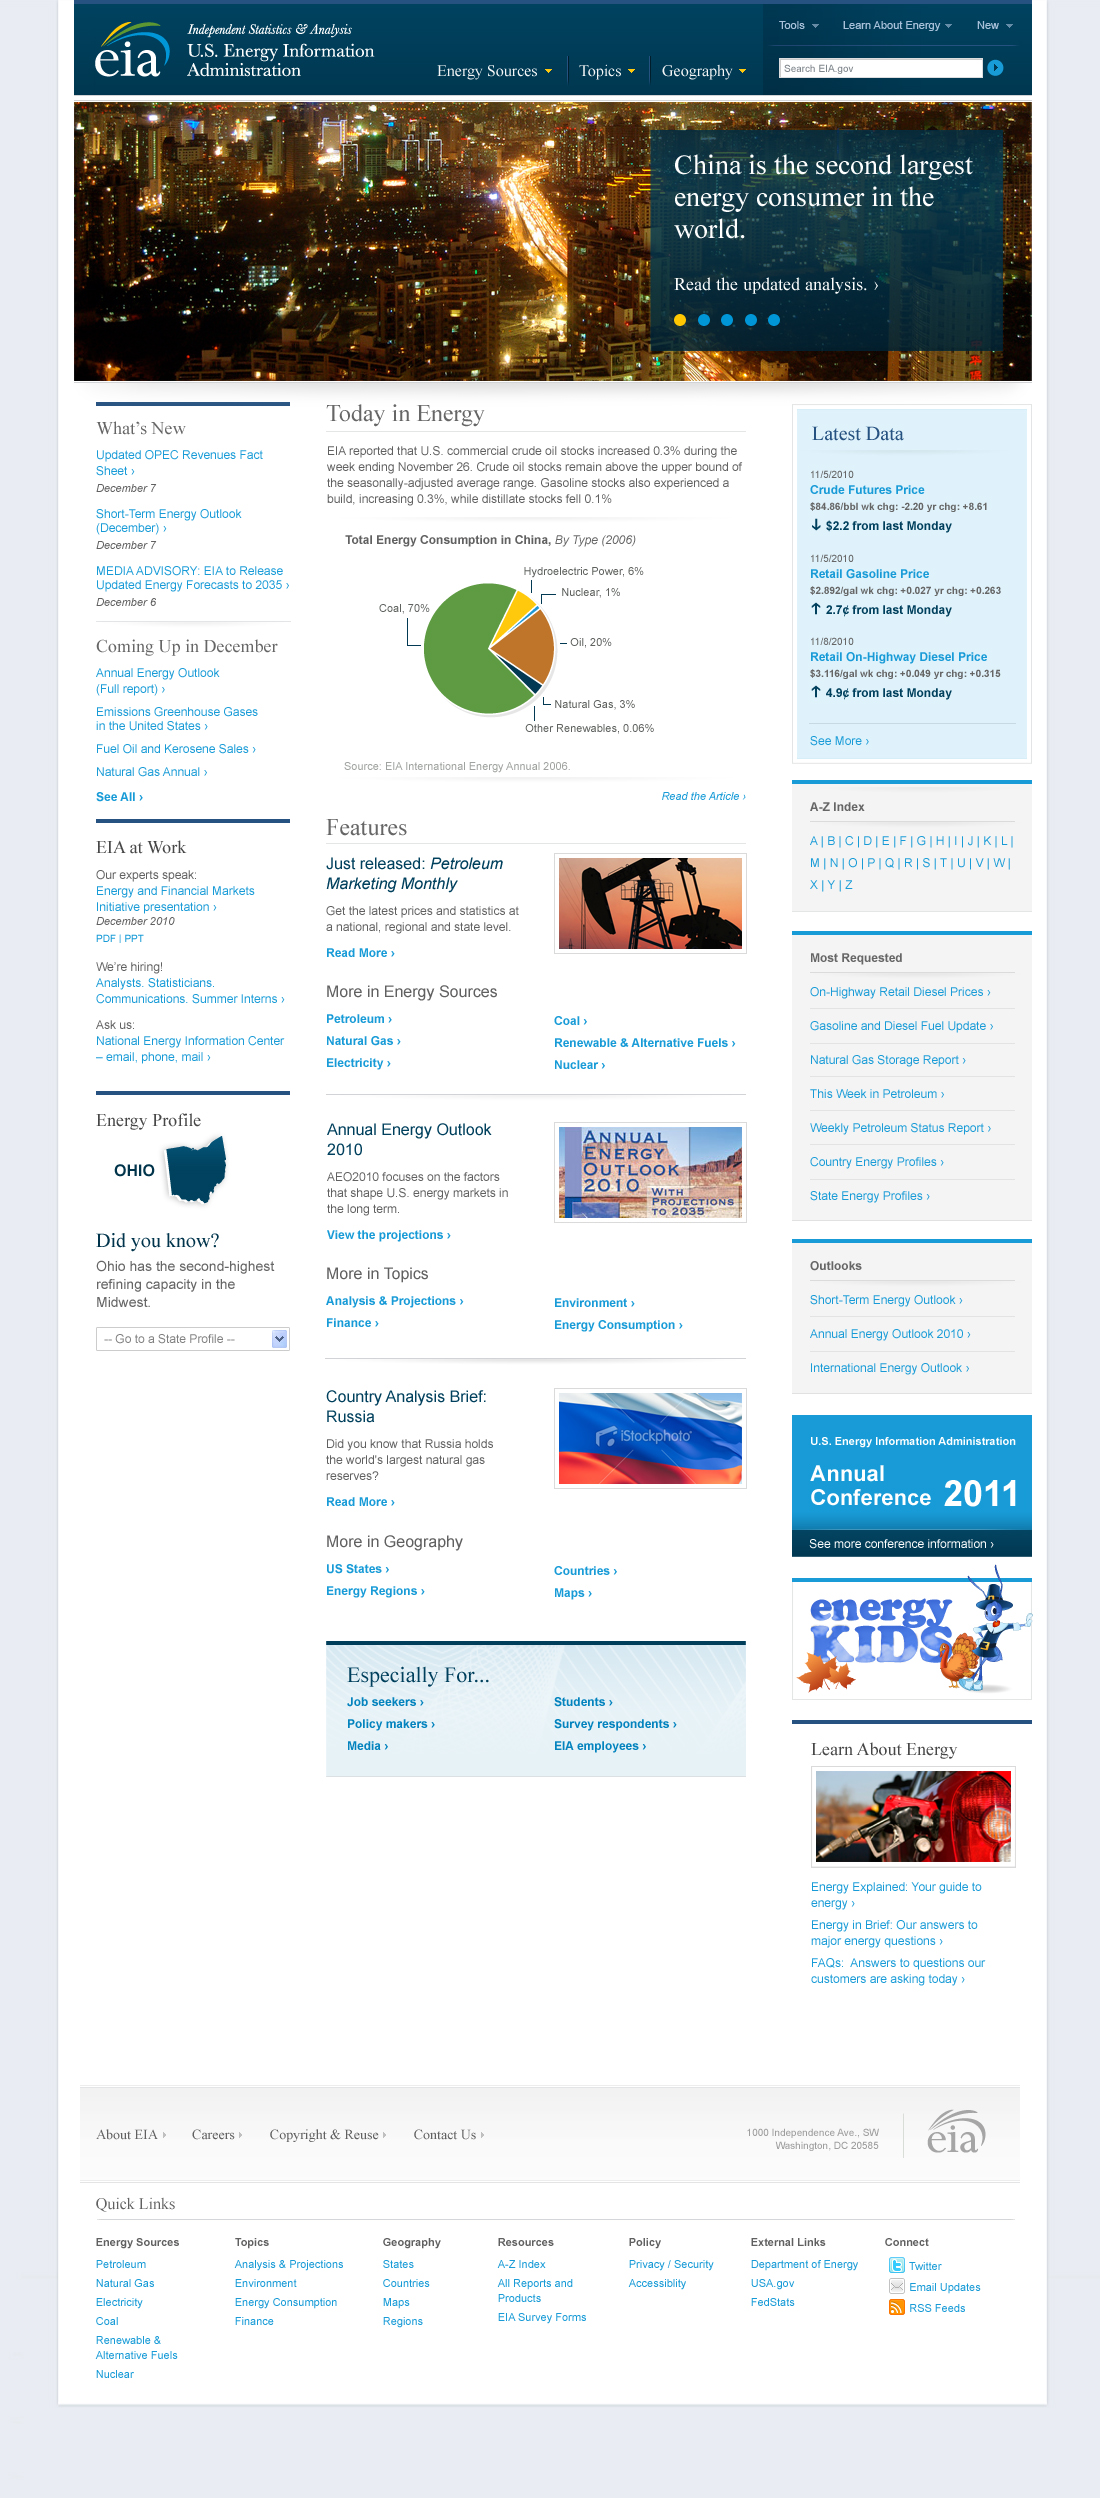 eia
Independent Statistics & Analysis
U.S. Energy Information
Administration
Energy Sources
Topics
Geography
Tools
Learn About Energy
New
Search EIA.gov
China is the second largest
energy consumer in the
world.
Read the updated analysis. ›
What's New
Updated OPEC Revenues Fact
Sheet ›
December 7
Short-Term Energy Outlook
(December) ›
December 7
MEDIA ADVISORY: EIA to Release
Updated Energy Forecasts to 2035 ›
December 6
Coming Up in December
Annual Energy Outlook
(Full report) ›
Emissions Greenhouse Gases
in the United States ›
Fuel Oil and Kerosene Sales ›
Natural Gas Annual ›
See All ›
EIA at Work
Our experts speak:
Energy and Financial Markets
Initiative presentation ›
December 2010
PDF | PPT
We're hiring!
Analysts. Statisticians.
Communications. Summer Interns ›
Ask us:
National Energy Information Center
– email, phone, mail ›
Energy Profile
OHIO
Did you know?
Ohio has the second-highest
refining capacity in the
Midwest.
-- Go to a State Profile --
Today in Energy
EIA reported that U.S. commercial crude oil stocks increased 0.3% during the
week ending November 26. Crude oil stocks remain above the upper bound of
the seasonally-adjusted average range. Gasoline stocks also experienced a
build, increasing 0.3%, while distillate stocks fell 0.1%
Total Energy Consumption in China, By Type (2006)
Hydroelectric Power, 6%
Nuclear, 1%
Coal, 70%
Oil, 20%
Natural Gas, 3%
Other Renewables, 0.06%
Source: EIA International Energy Annual 2006.
Read the Article ›
Features
Just released: Petroleum
Marketing Monthly
Get the latest prices and statistics at
a national, regional and state level.
Read More ›
More in Energy Sources
Petroleum ›
Natural Gas ›
Electricity ›
Coal ›
Renewable & Alternative Fuels ›
Nuclear ›
Annual Energy Outlook
2010
AEO2010 focuses on the factors
that shape U.S. energy markets in
the long term.
View the projections ›
ANNUAL
ENERGY
OUTLOOK
2010
WITH
PROJECTIONS
TO 2035
More in Topics
Analysis & Projections ›
Finance ›
Environment ›
Energy Consumption ›
Country Analysis Brief:
Russia
Did you know that Russia holds
the world's largest natural gas
reserves?
Read More ›
iStockphoto
More in Geography
US States ›
Energy Regions ›
Countries ›
Maps ›
Especially For...
Job seekers ›
Policy makers ›
Media ›
Students ›
Survey respondents ›
EIA employees ›
Latest Data
11/5/2010
Crude Futures Price
$84.86/bbl wk chg: -2.20 yr chg: +8.61
↓ $2.2 from last Monday
11/5/2010
Retail Gasoline Price
$2.892/gal wk chg: +0.027 yr chg: +0.263
↑ 2.7¢ from last Monday
11/8/2010
Retail On-Highway Diesel Price
$3.116/gal wk chg: +0.049 yr chg: +0.315
↑ 4.9¢ from last Monday
See More ›
A-Z Index
A | B | C | D | E | F | G | H | I | J | K | L |
M | N | O | P | Q | R | S | T | U | V | W |
X | Y | Z
Most Requested
On-Highway Retail Diesel Prices ›
Gasoline and Diesel Fuel Update ›
Natural Gas Storage Report ›
This Week in Petroleum ›
Weekly Petroleum Status Report ›
Country Energy Profiles ›
State Energy Profiles ›
Outlooks
Short-Term Energy Outlook ›
Annual Energy Outlook 2010 ›
International Energy Outlook ›
U.S. Energy Information Administration
Annual
Conference 2011
See more conference information ›
energy
KIDS
Learn About Energy
Energy Explained: Your guide to
energy ›
Energy in Brief: Our answers to
major energy questions ›
FAQs:  Answers to questions our
customers are asking today ›
About EIA
Careers
Copyright & Reuse
Contact Us
1000 Independence Ave., SW
Washington, DC 20585
eia
Quick Links
Energy Sources
Petroleum
Natural Gas
Electricity
Coal
Renewable &
Alternative Fuels
Nuclear
Topics
Analysis & Projections
Environment
Energy Consumption
Finance
Geography
States
Countries
Maps
Regions
Resources
A-Z Index
All Reports and
Products
EIA Survey Forms
Policy
Privacy / Security
Accessiblity
External Links
Department of Energy
USA.gov
FedStats
Connect
Twitter
Email Updates
RSS Feeds